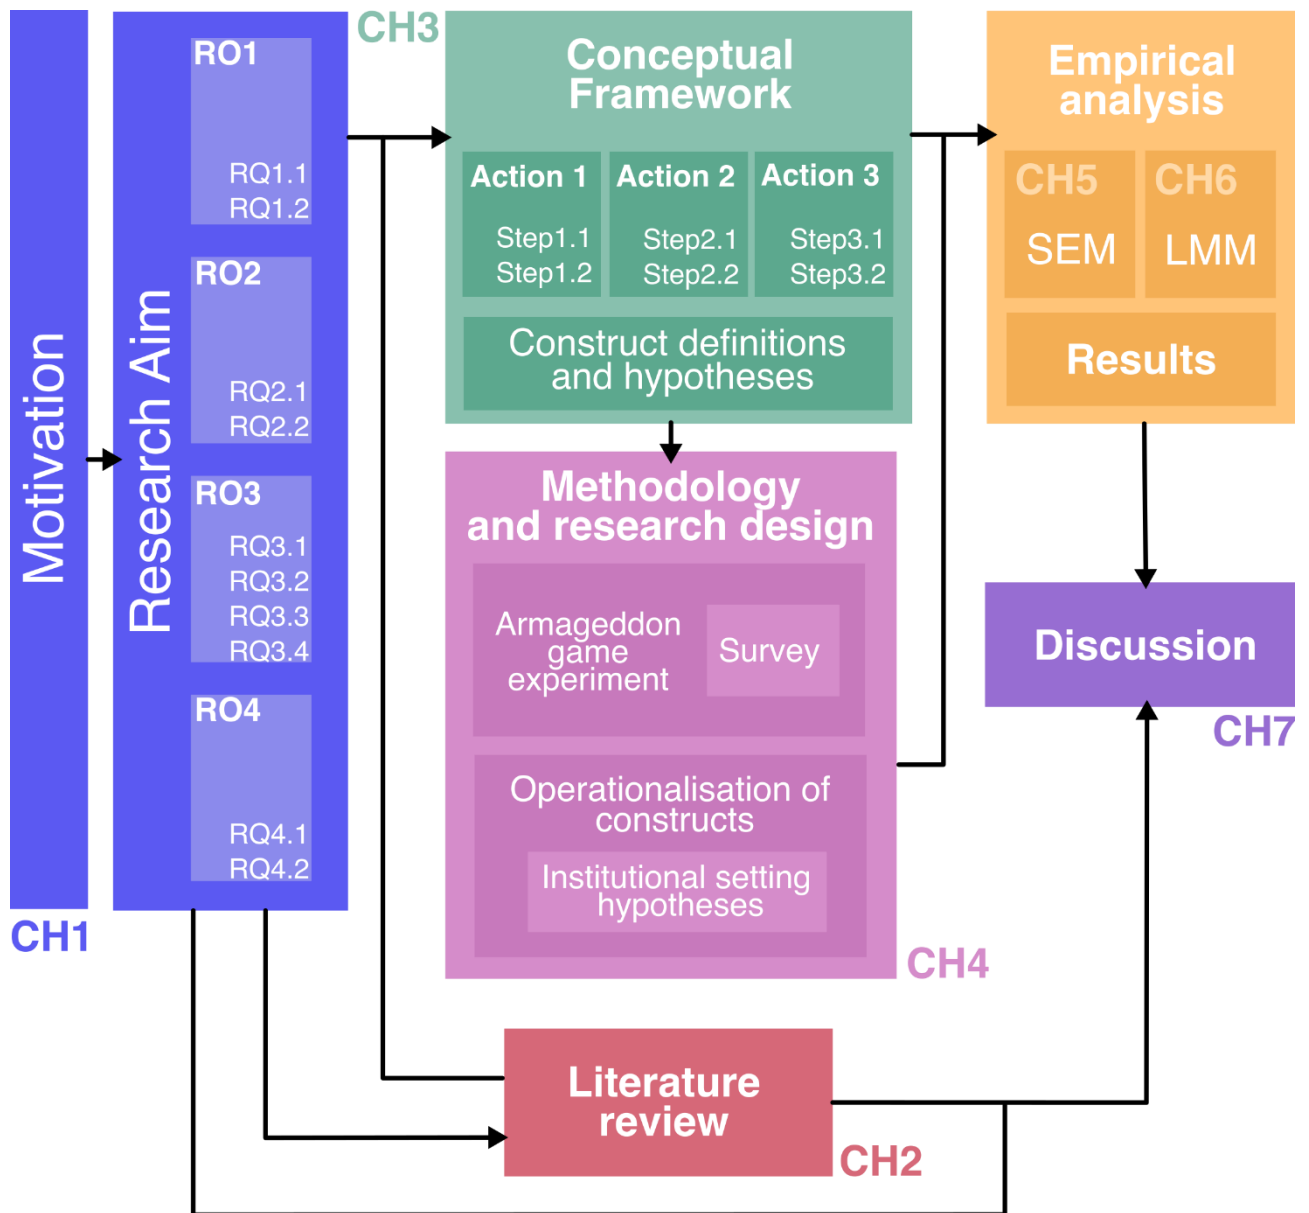 Motivation
CH1
Research Aim
RO1
RQ1.1
RQ1.2
RO2
RQ2.1
RQ2.2
RO3
RQ3.1
RQ3.2
RQ3.3
RQ3.4
RO4
RQ4.1
RQ4.2
CH3
Conceptual
Framework
Action 1
Step1.1
Step1.2
Action 2
Step2.1
Step2.2
Action 3
Step3.1
Step3.2
Construct definitions
and hypotheses
Methodology
and research design
Armageddon
game
experiment
Survey
Operationalisation of
constructs
Institutional setting
hypotheses
CH4
Literature
review
CH2
Empirical
analysis
CH5
SEM
CH6
LMM
Results
Discussion
CH7